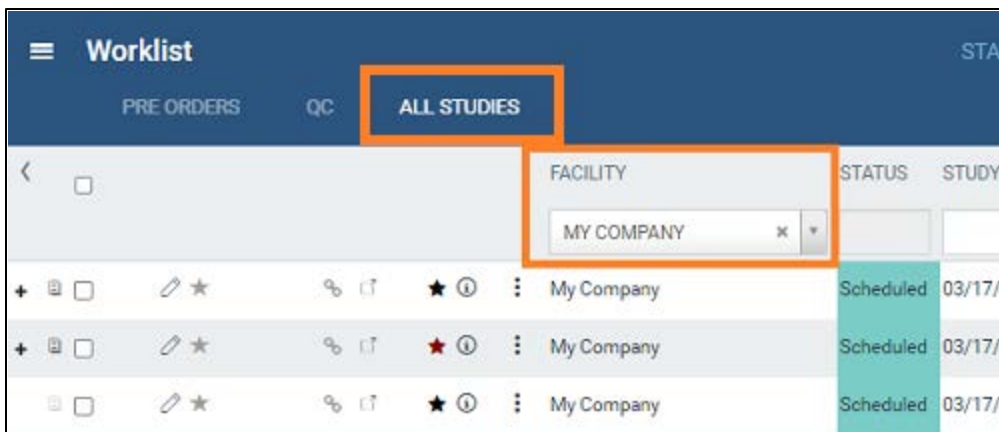 Worklist
STA
PRE ORDERS QC ALL STUDIES
FACILITY STATUS STUDY
MY COMPANY
My Company Scheduled 03/17/
My Company Scheduled 03/17/
My Company Scheduled 03/17/